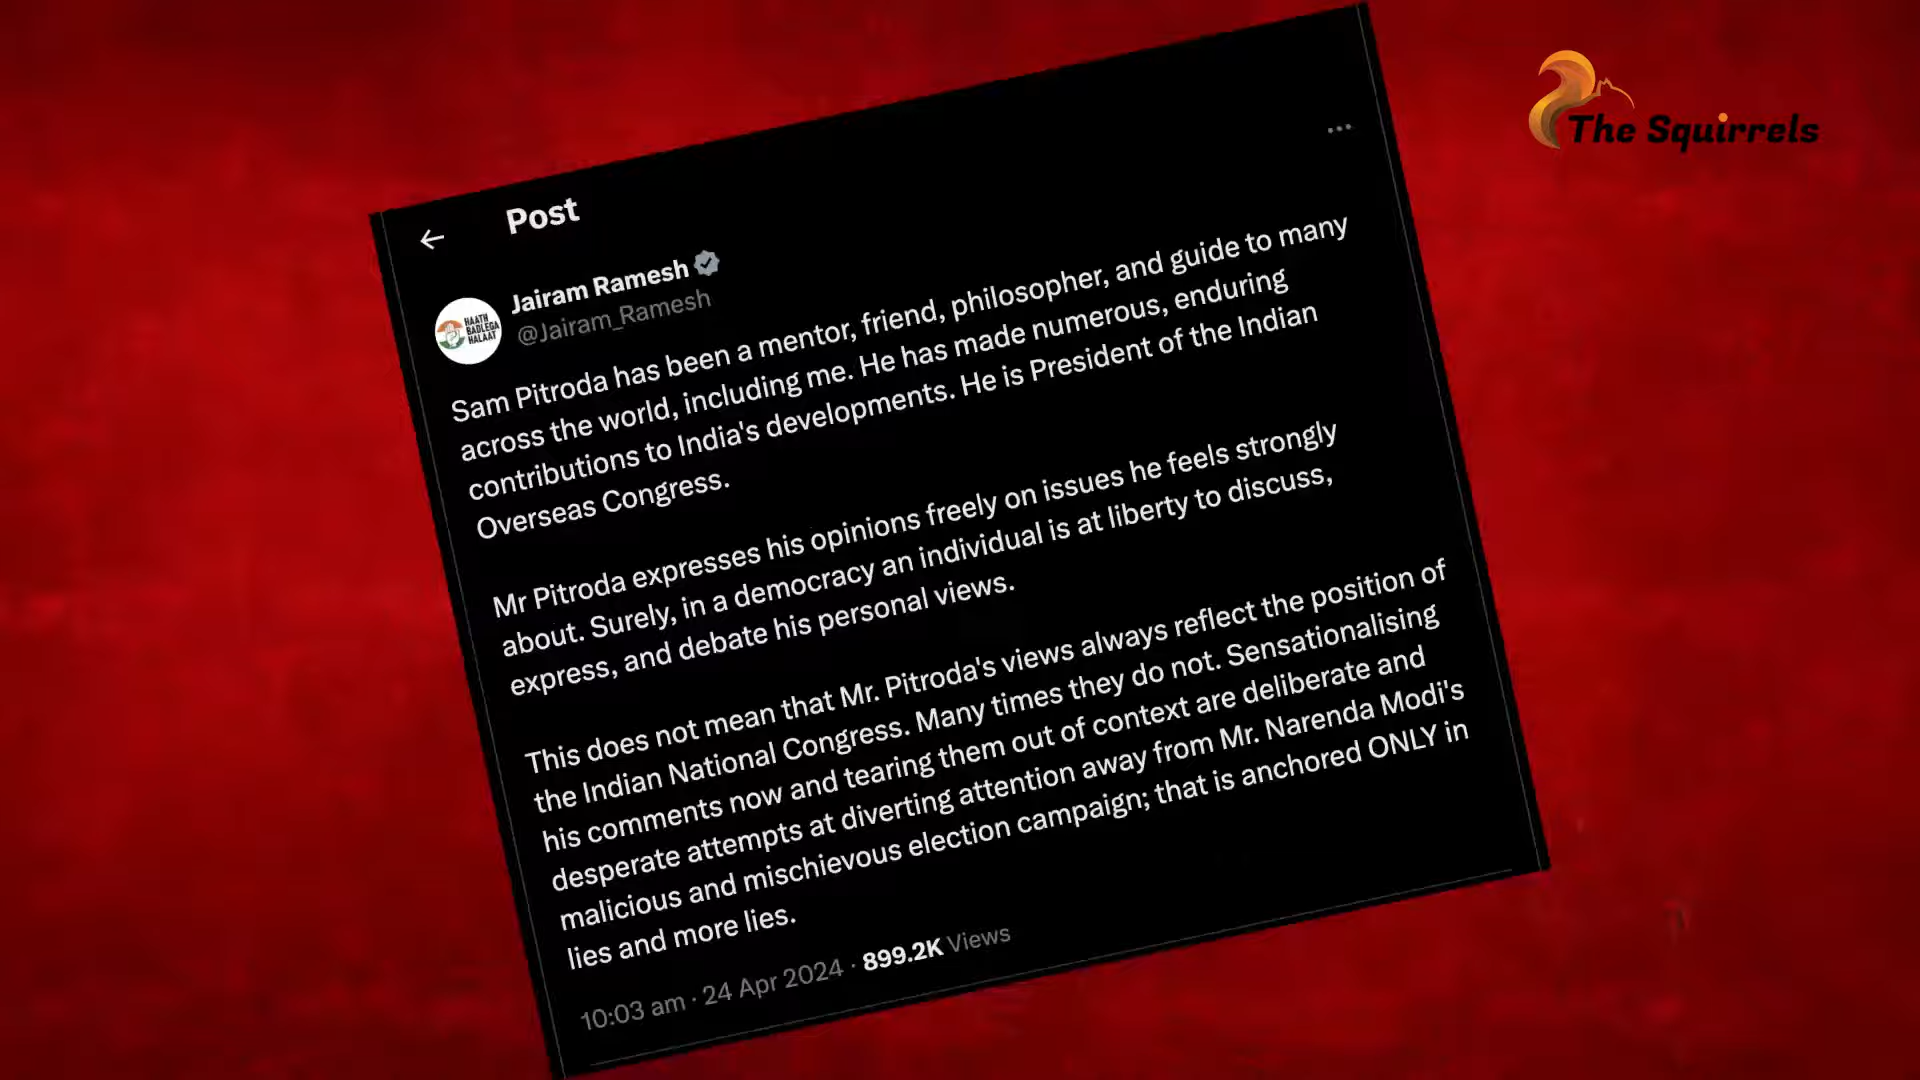 The Squirrels
Post
Jairam Ramesh
@Jairam_Ramesh
HAATH
BADLEGA
HALAAT
Sam Pitroda has been a mentor, friend, philosopher, and guide to many
across the world, including me. He has made numerous, enduring
contributions to India's developments. He is President of the Indian
Overseas Congress.
Mr Pitroda expresses his opinions freely on issues he feels strongly
about. Surely, in a democracy an individual is at liberty to discuss,
express, and debate his personal views.
This does not mean that Mr. Pitroda's views always reflect the position of
the Indian National Congress. Many times they do not. Sensationalising
his comments now and tearing them out of context are deliberate and
desperate attempts at diverting attention away from Mr. Narenda Modi's
malicious and mischievous election campaign; that is anchored ONLY in
lies and more lies.
10:03 am · 24 Apr 2024 · 899.2K Views